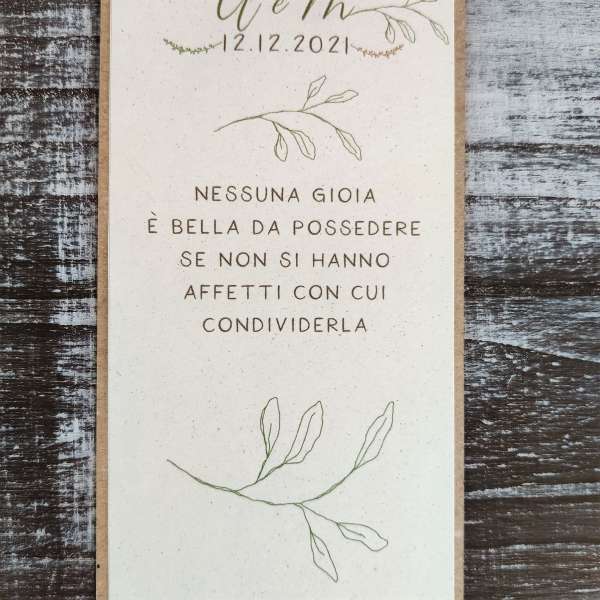 12.12.2021
NESSUNA GIOIA
È BELLA DA POSSEDERE
SE NON SI HANNO
AFFETTI CON CUI
CONDIVIDERLA